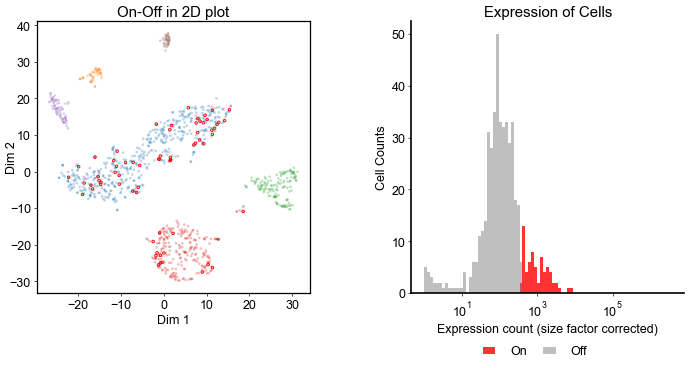 On-Off in 2D plot
40
30
20
10
0
−10
−20
−30
Dim 2
−20 −10 0 10 20 30
Dim 1
Expression of Cells
50
40
30
20
10
0
Cell Counts
10^1 10^3 10^5
Expression count (size factor corrected)
On Off